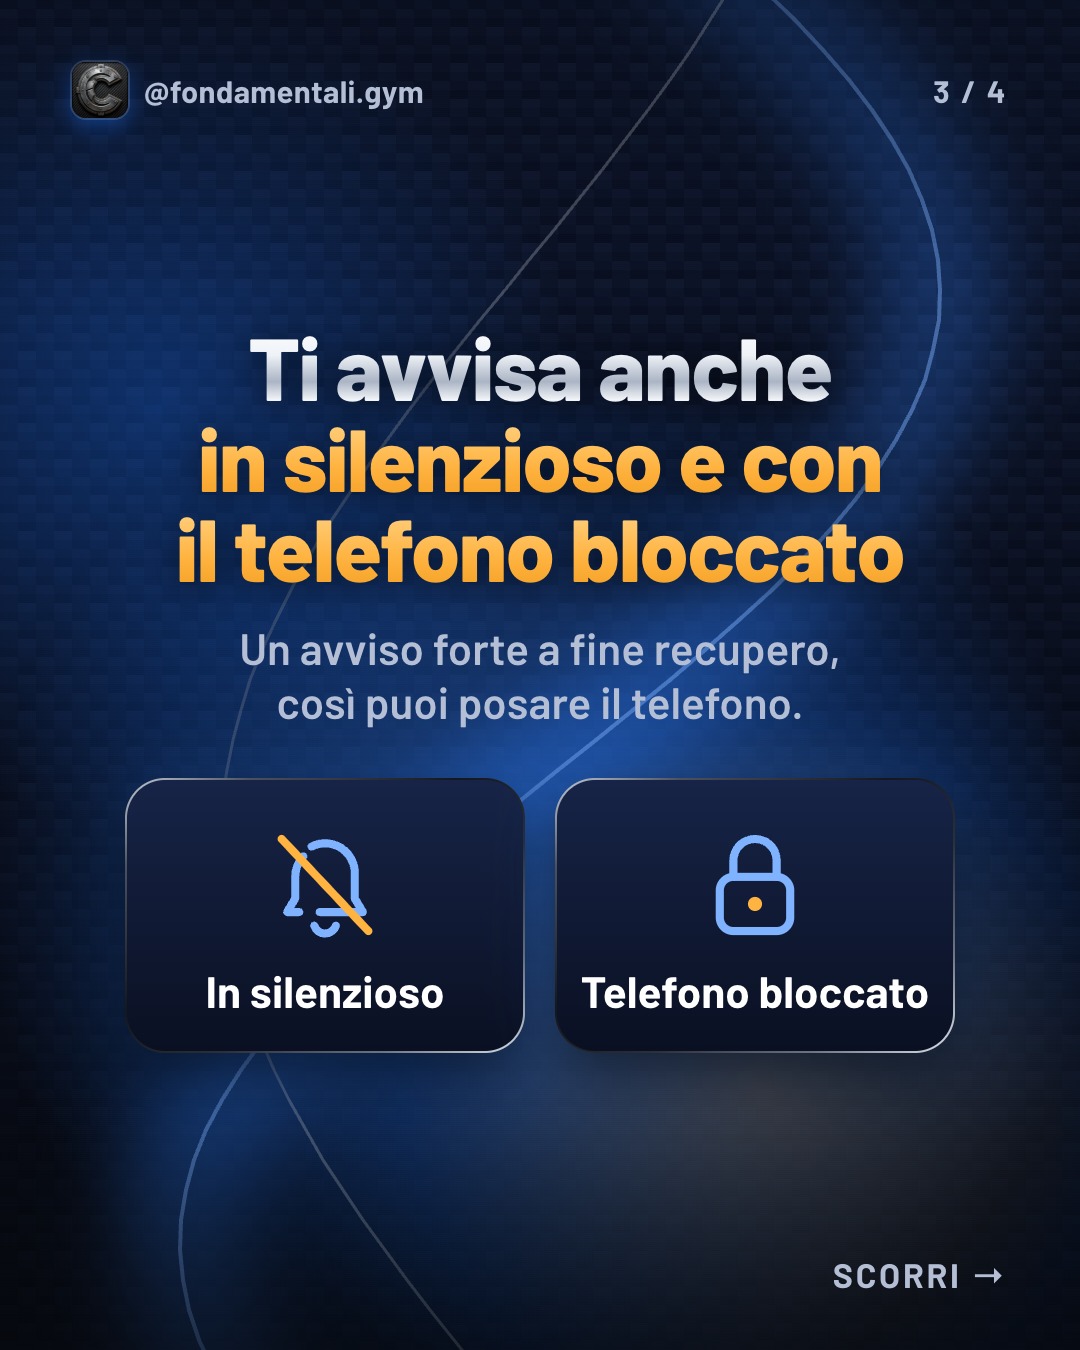 @fondamentali.gym
3 / 4
Ti avvisa anche
in silenzioso e con
il telefono bloccato
Un avviso forte a fine recupero,
così puoi posare il telefono.
In silenzioso
Telefono bloccato
SCORRI →